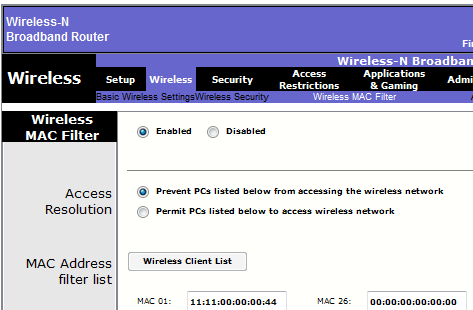 Wireless-N
Broadband Router
Wireless-N Broadban
Wireless
Setup
Wireless
Security
Access
Restrictions
Applications
& Gaming
Basic Wireless Settings
Wireless Security
Wireless MAC Filter
Wireless
MAC Filter
Enabled
Disabled
Access
Resolution
Prevent PCs listed below from accessing the wireless network
Permit PCs listed below to access wireless network
MAC Address
filter list
Wireless Client List
MAC 01:
11:11:00:00:00:44
MAC 26:
00:00:00:00:00:00